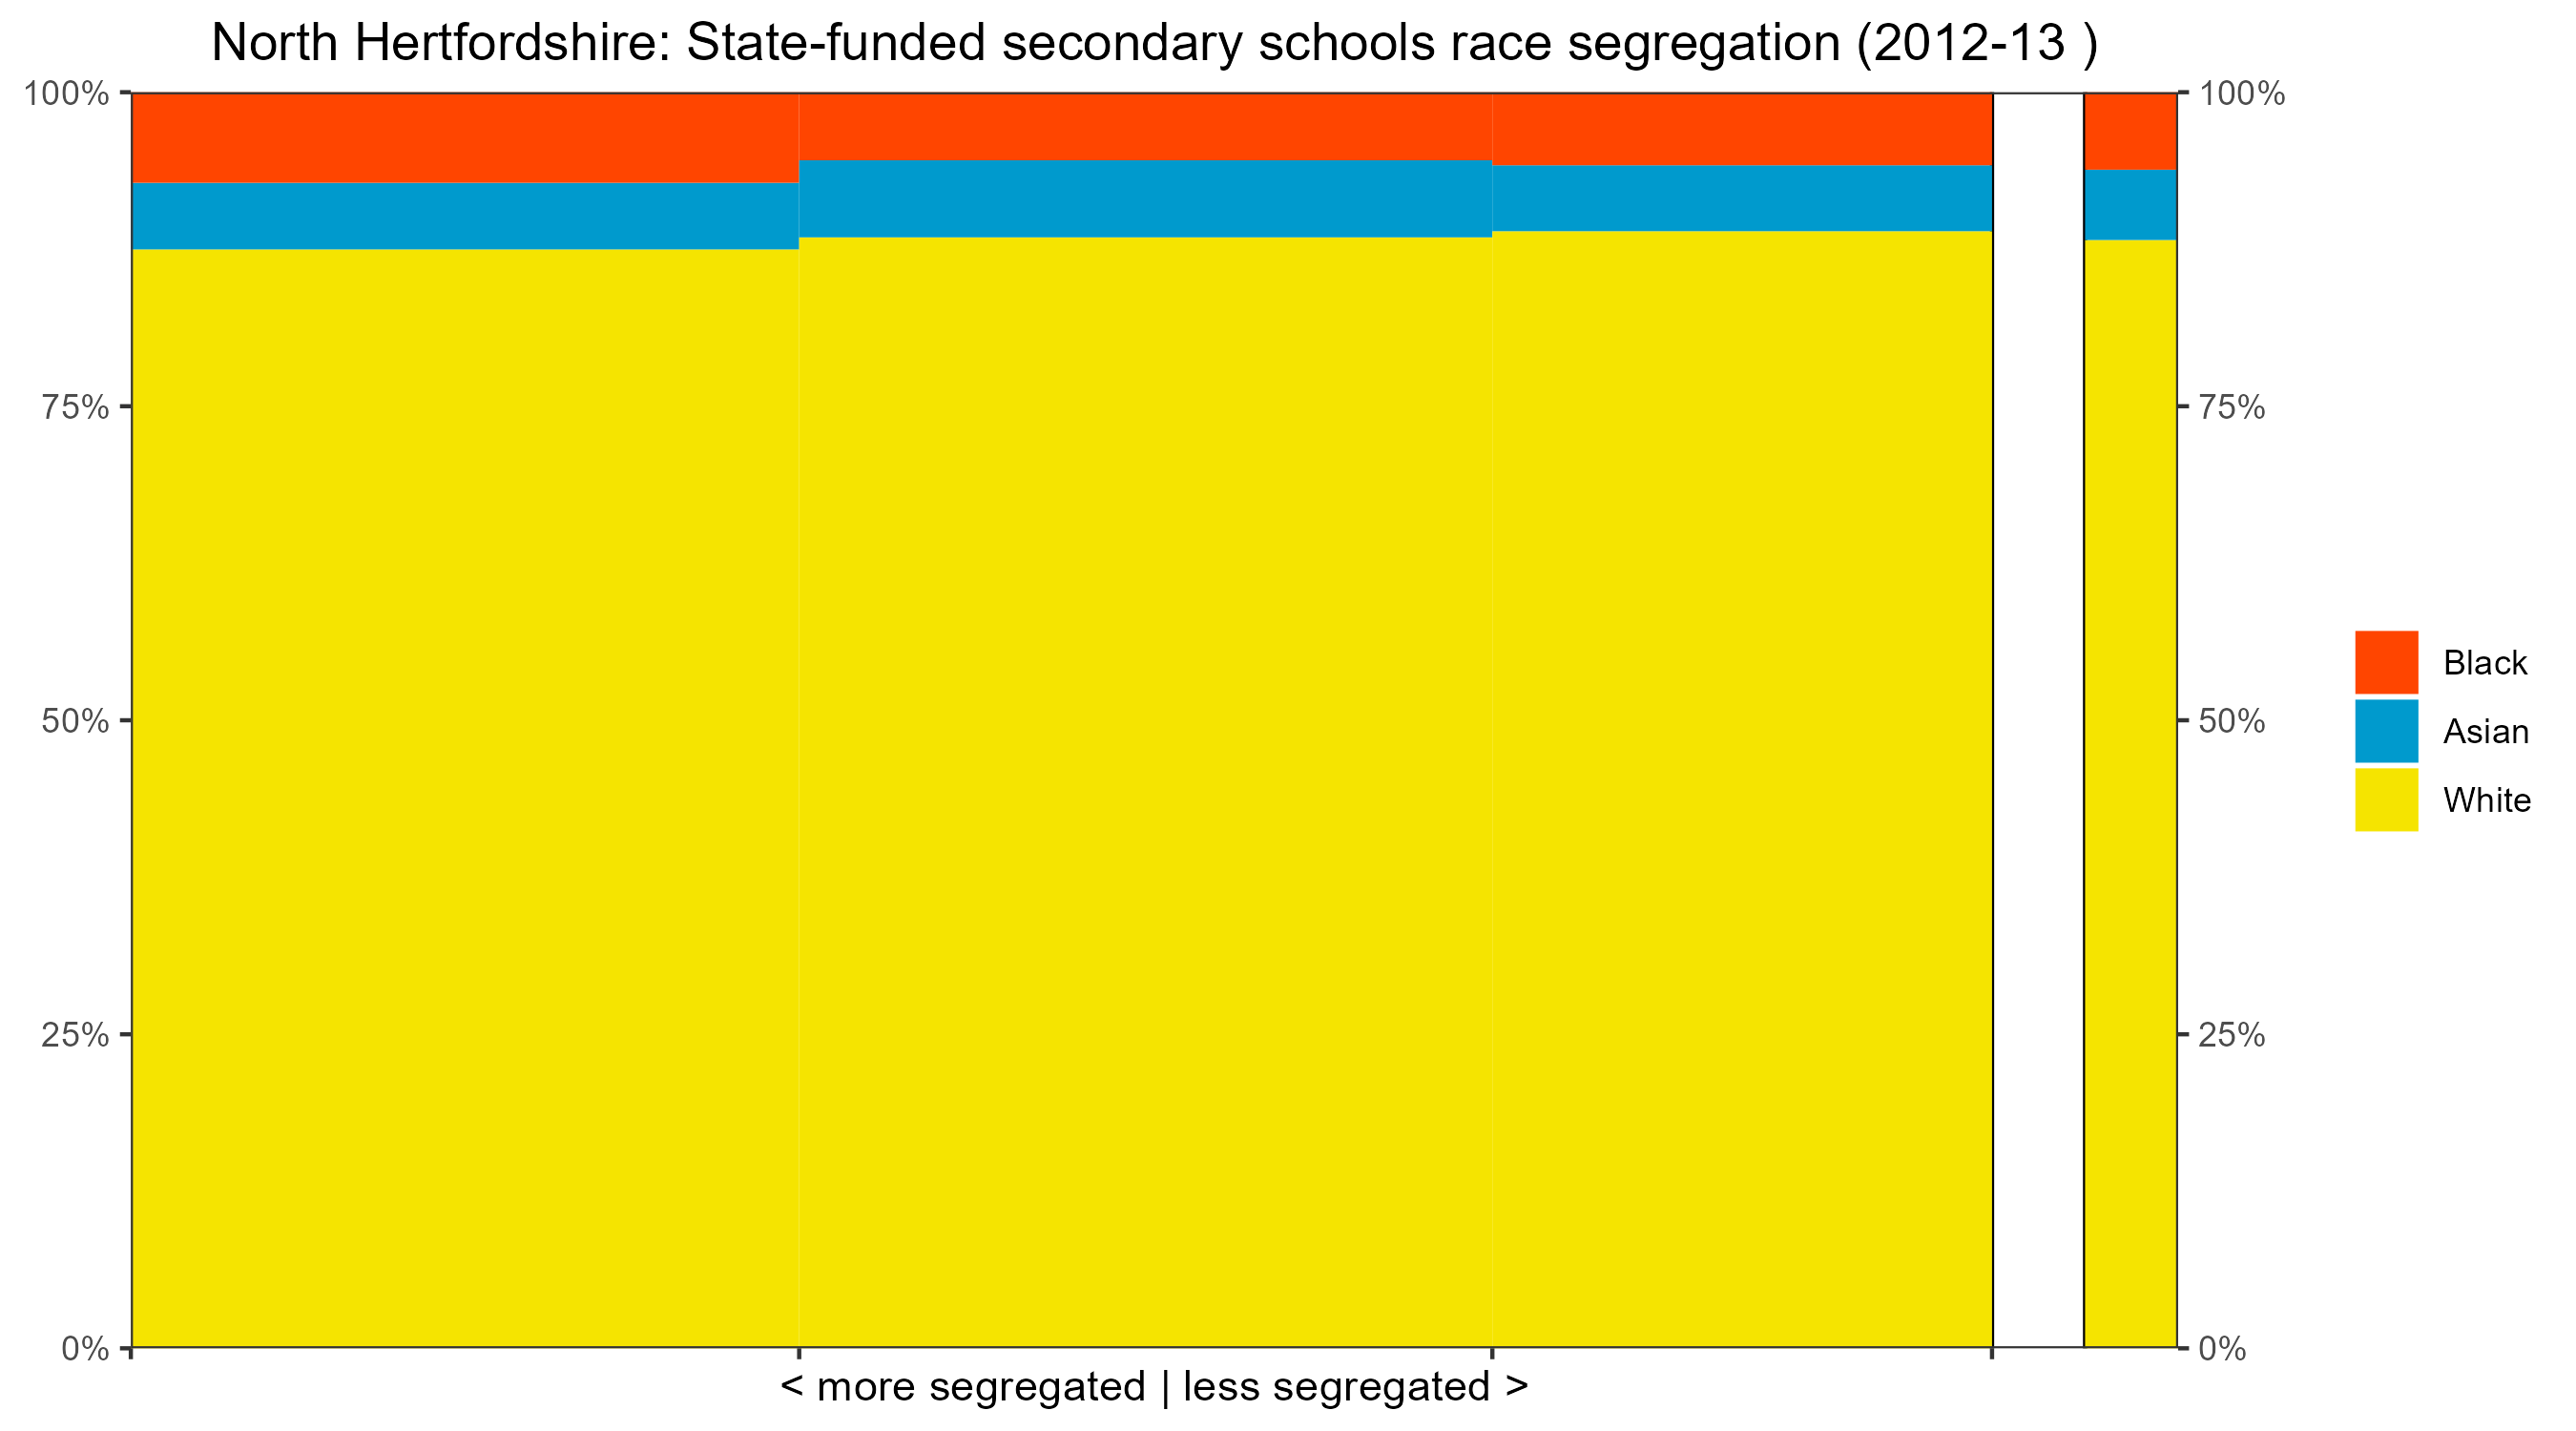 North Hertfordshire: State-funded secondary schools race segregation (2012-13 )
100%
75%
50%
25%
0%
100%
75%
50%
25%
0%
Black
Asian
White
< more segregated | less segregated >